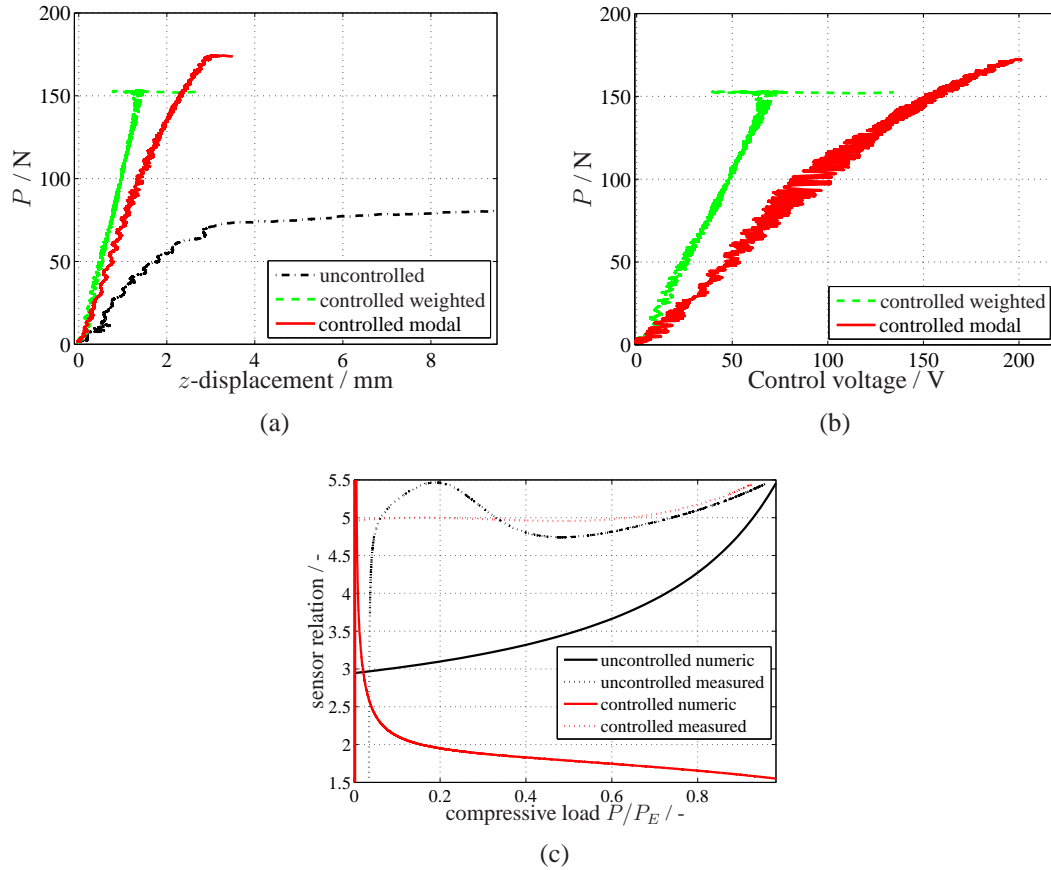 200
150
100
50
0
P / N
0 2 4 6 8
z-displacement / mm
uncontrolled
controlled weighted
controlled modal
(a)
200
150
100
50
0
P / N
0 50 100 150 200
Control voltage / V
controlled weighted
controlled modal
(b)
5.5
5
4.5
4
3.5
3
2.5
2
1.5
sensor relation / -
0 0.2 0.4 0.6 0.8
compressive load P/P_E / -
uncontrolled numeric
uncontrolled measured
controlled numeric
controlled measured
(c)